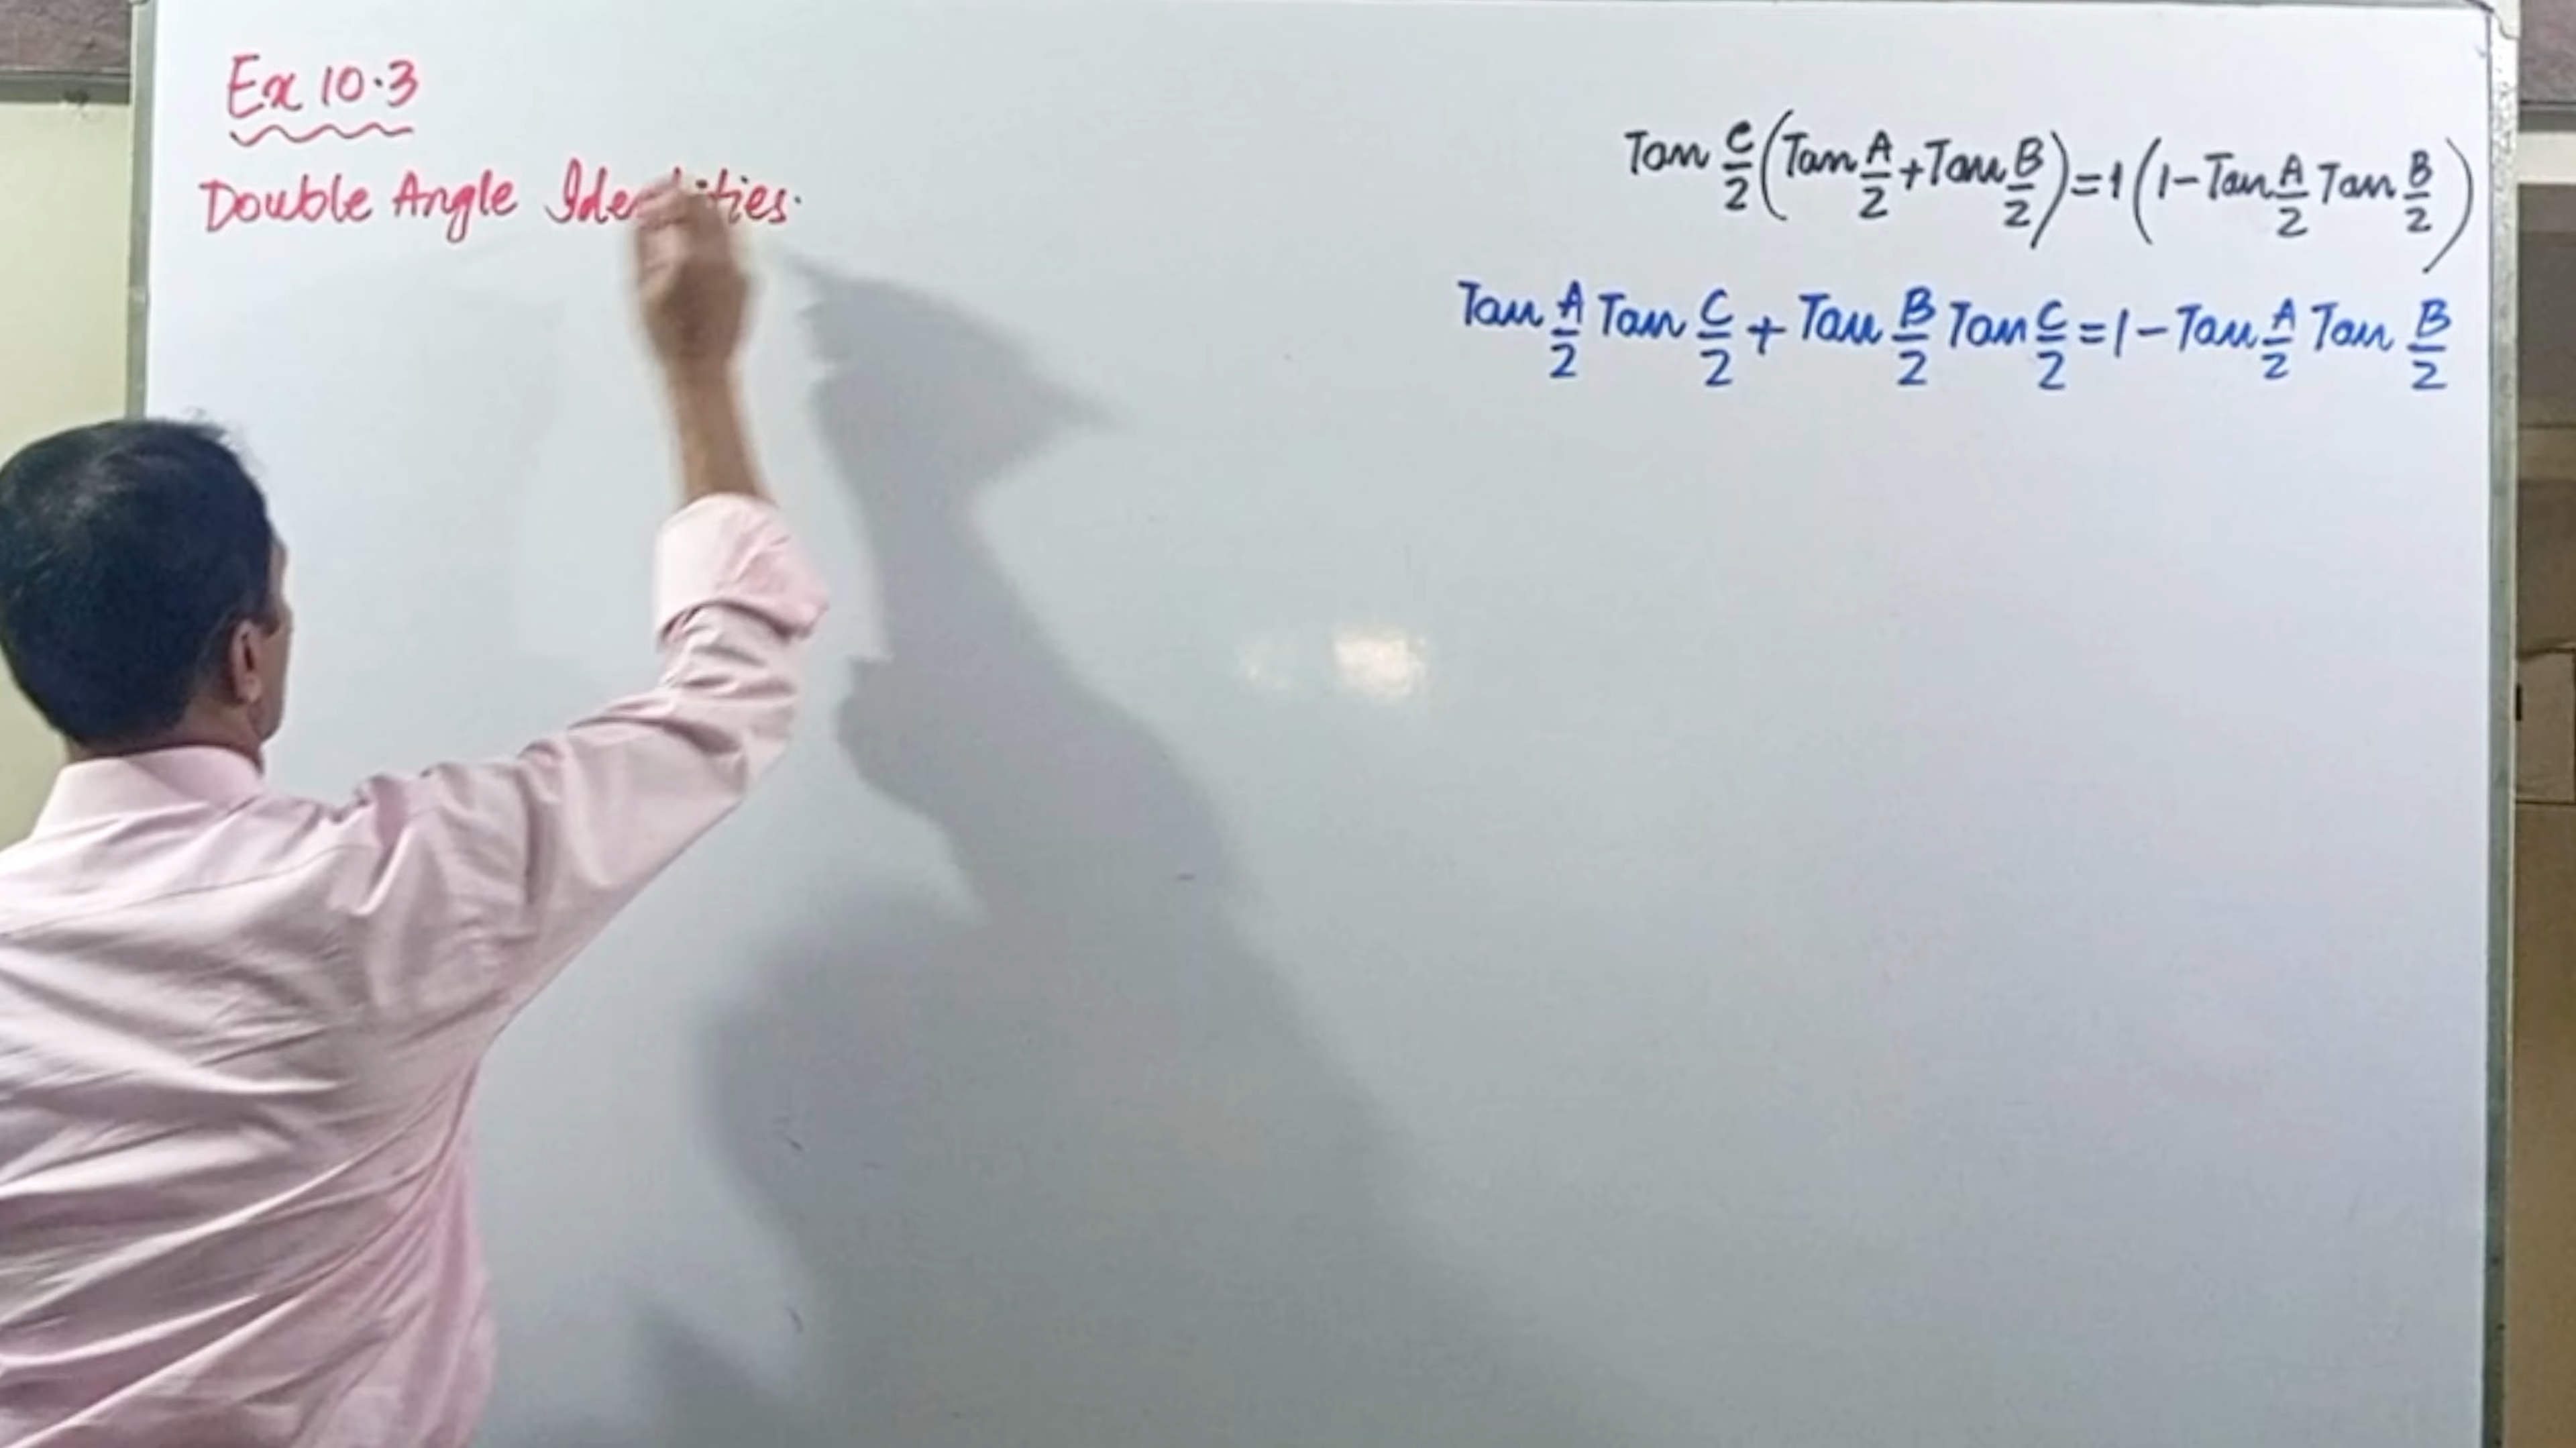 Ex 10.3
Double Angle Identities.
Tan C/2 (Tan A/2 + Tan B/2) = 1 (1 - Tan A/2 Tan B/2)
Tan A/2 Tan C/2 + Tan B/2 Tan C/2 = 1 - Tan A/2 Tan B/2